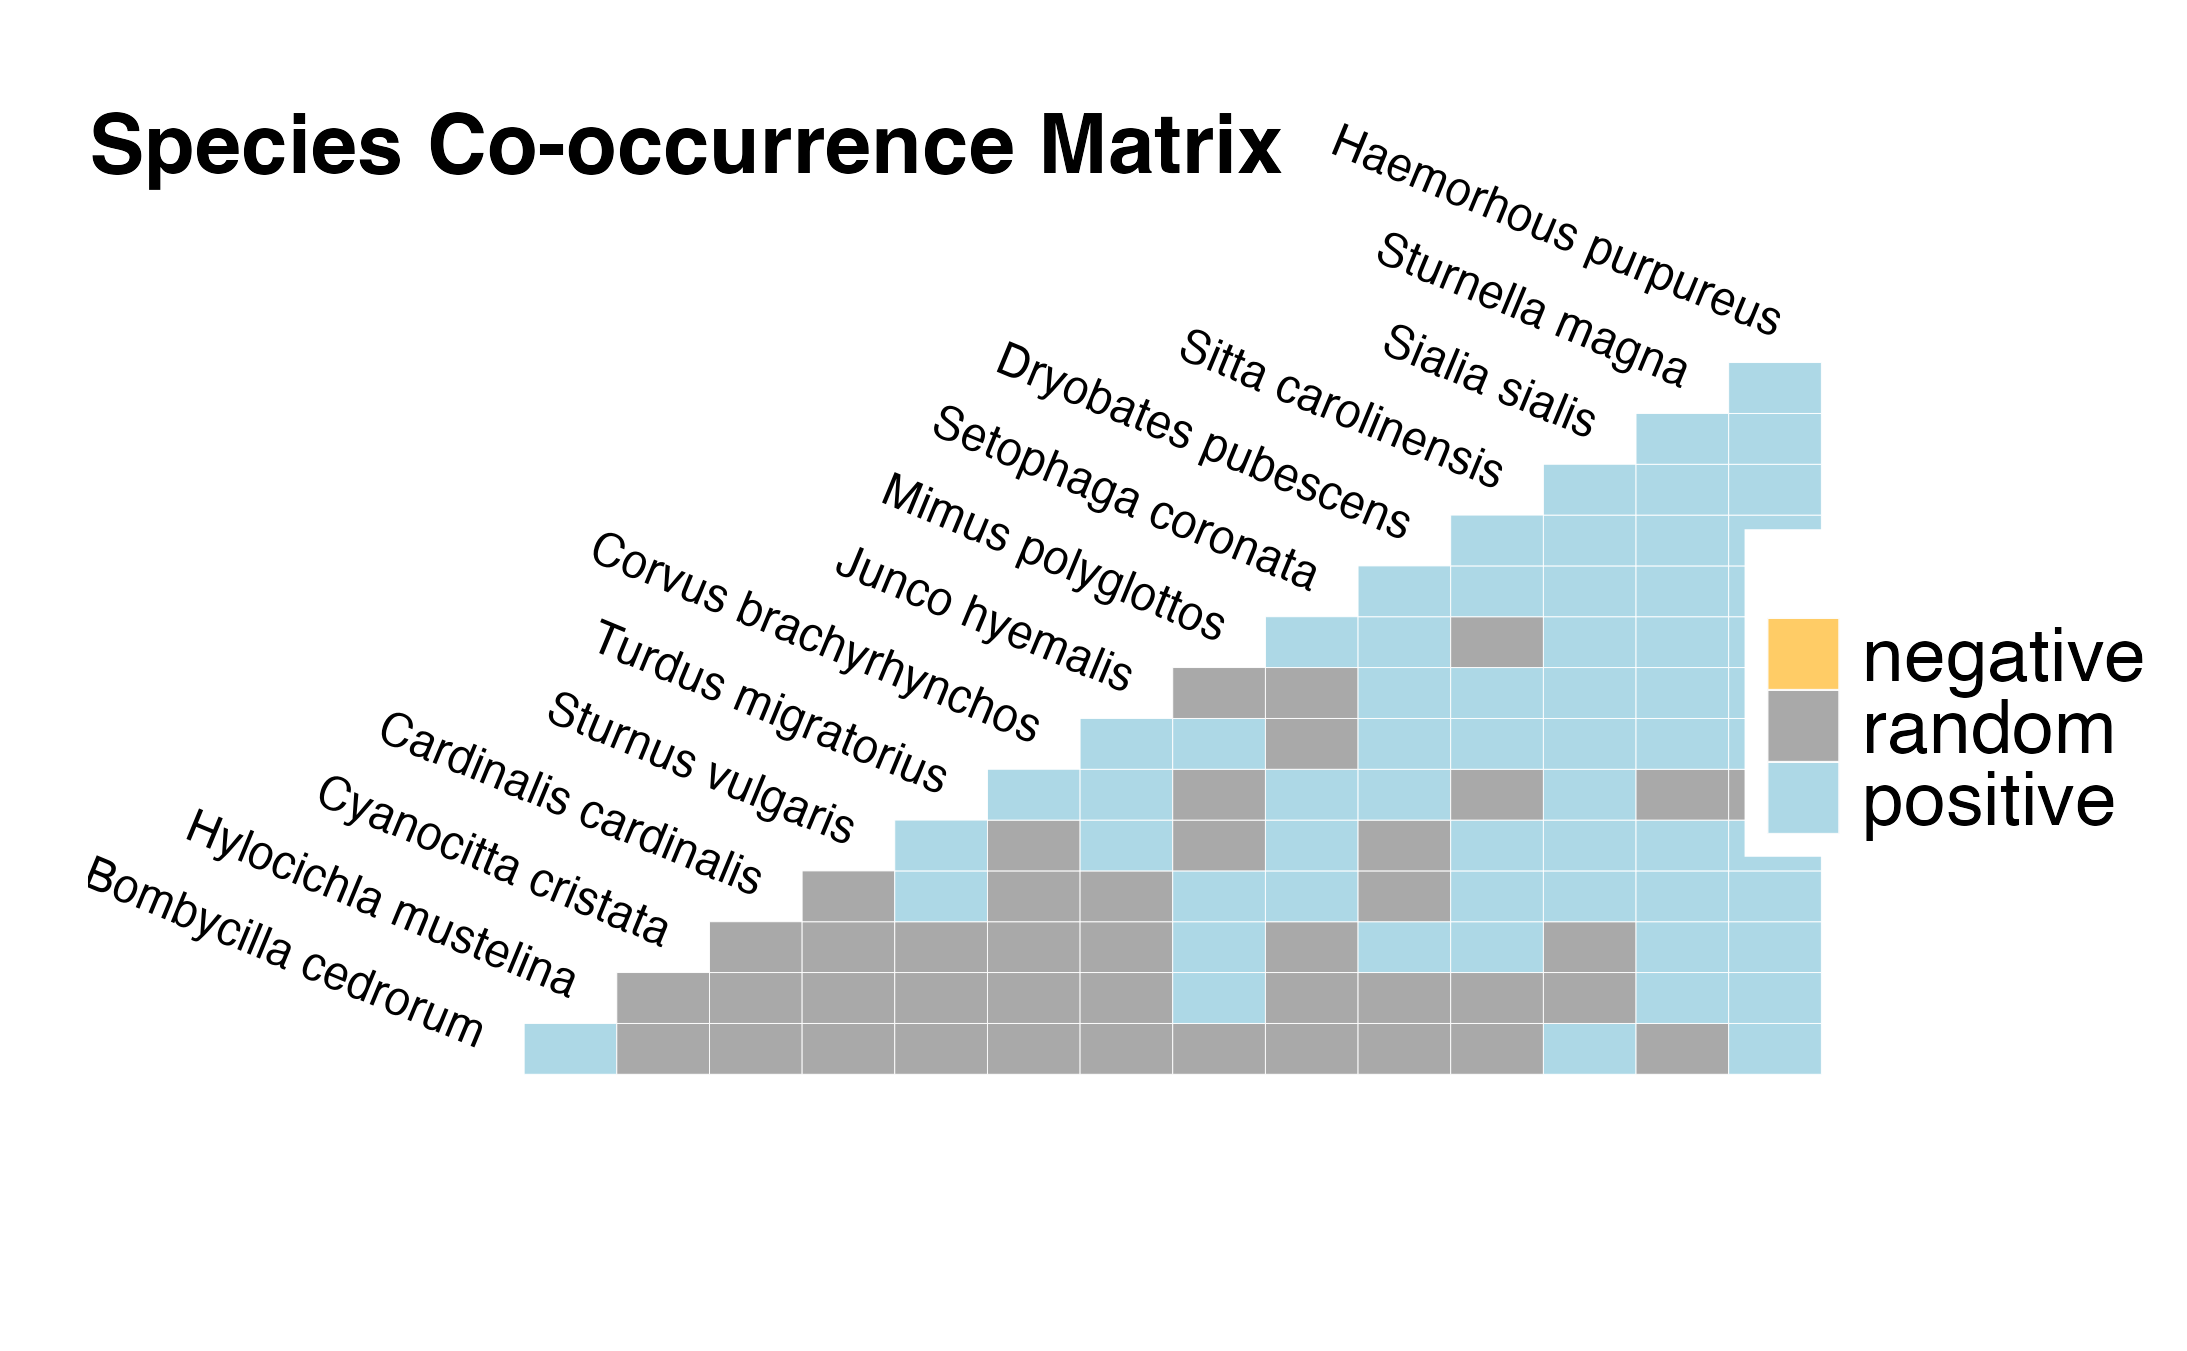 Species Co-occurrence Matrix
Haemorhous purpureus
Sturnella magna
Sialia sialis
Sitta carolinensis
Dryobates pubescens
Setophaga coronata
Mimus polyglottos
Junco hyemalis
Corvus brachyrhynchos
Turdus migratorius
Sturnus vulgaris
Cardinalis cardinalis
Cyanocitta cristata
Hylocichla mustelina
Bombycilla cedrorum
negative
random
positive